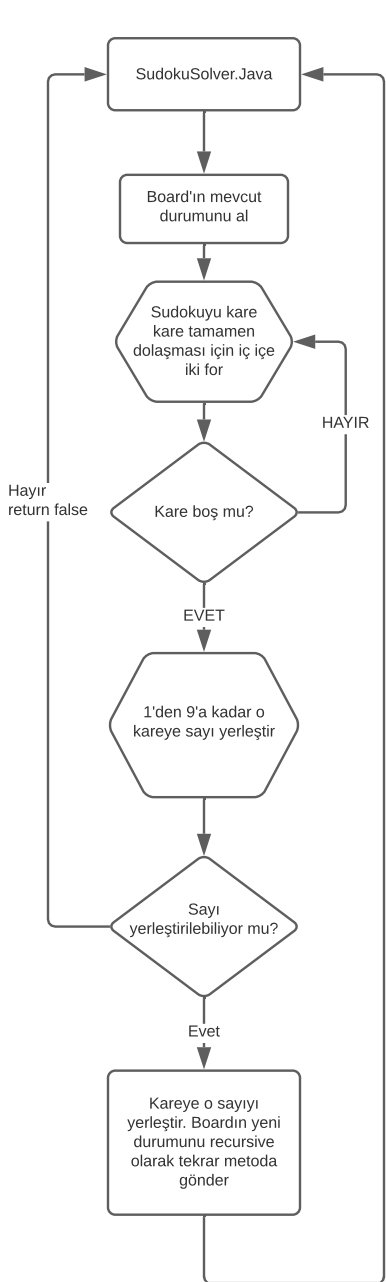 SudokuSolver.Java
Board'ın mevcut
durumunu al
Sudokuyu kare
kare tamamen
dolaşması için iç içe
iki for
HAYIR
Kare boş mu?
Hayır
return false
EVET
1'den 9'a kadar o
kareye sayı yerleştir
Sayı
yerleştirilebiliyor mu?
Evet
Kareye o sayıyı
yerleştir. Boardın yeni
durumunu recursive
olarak tekrar metoda
gönder